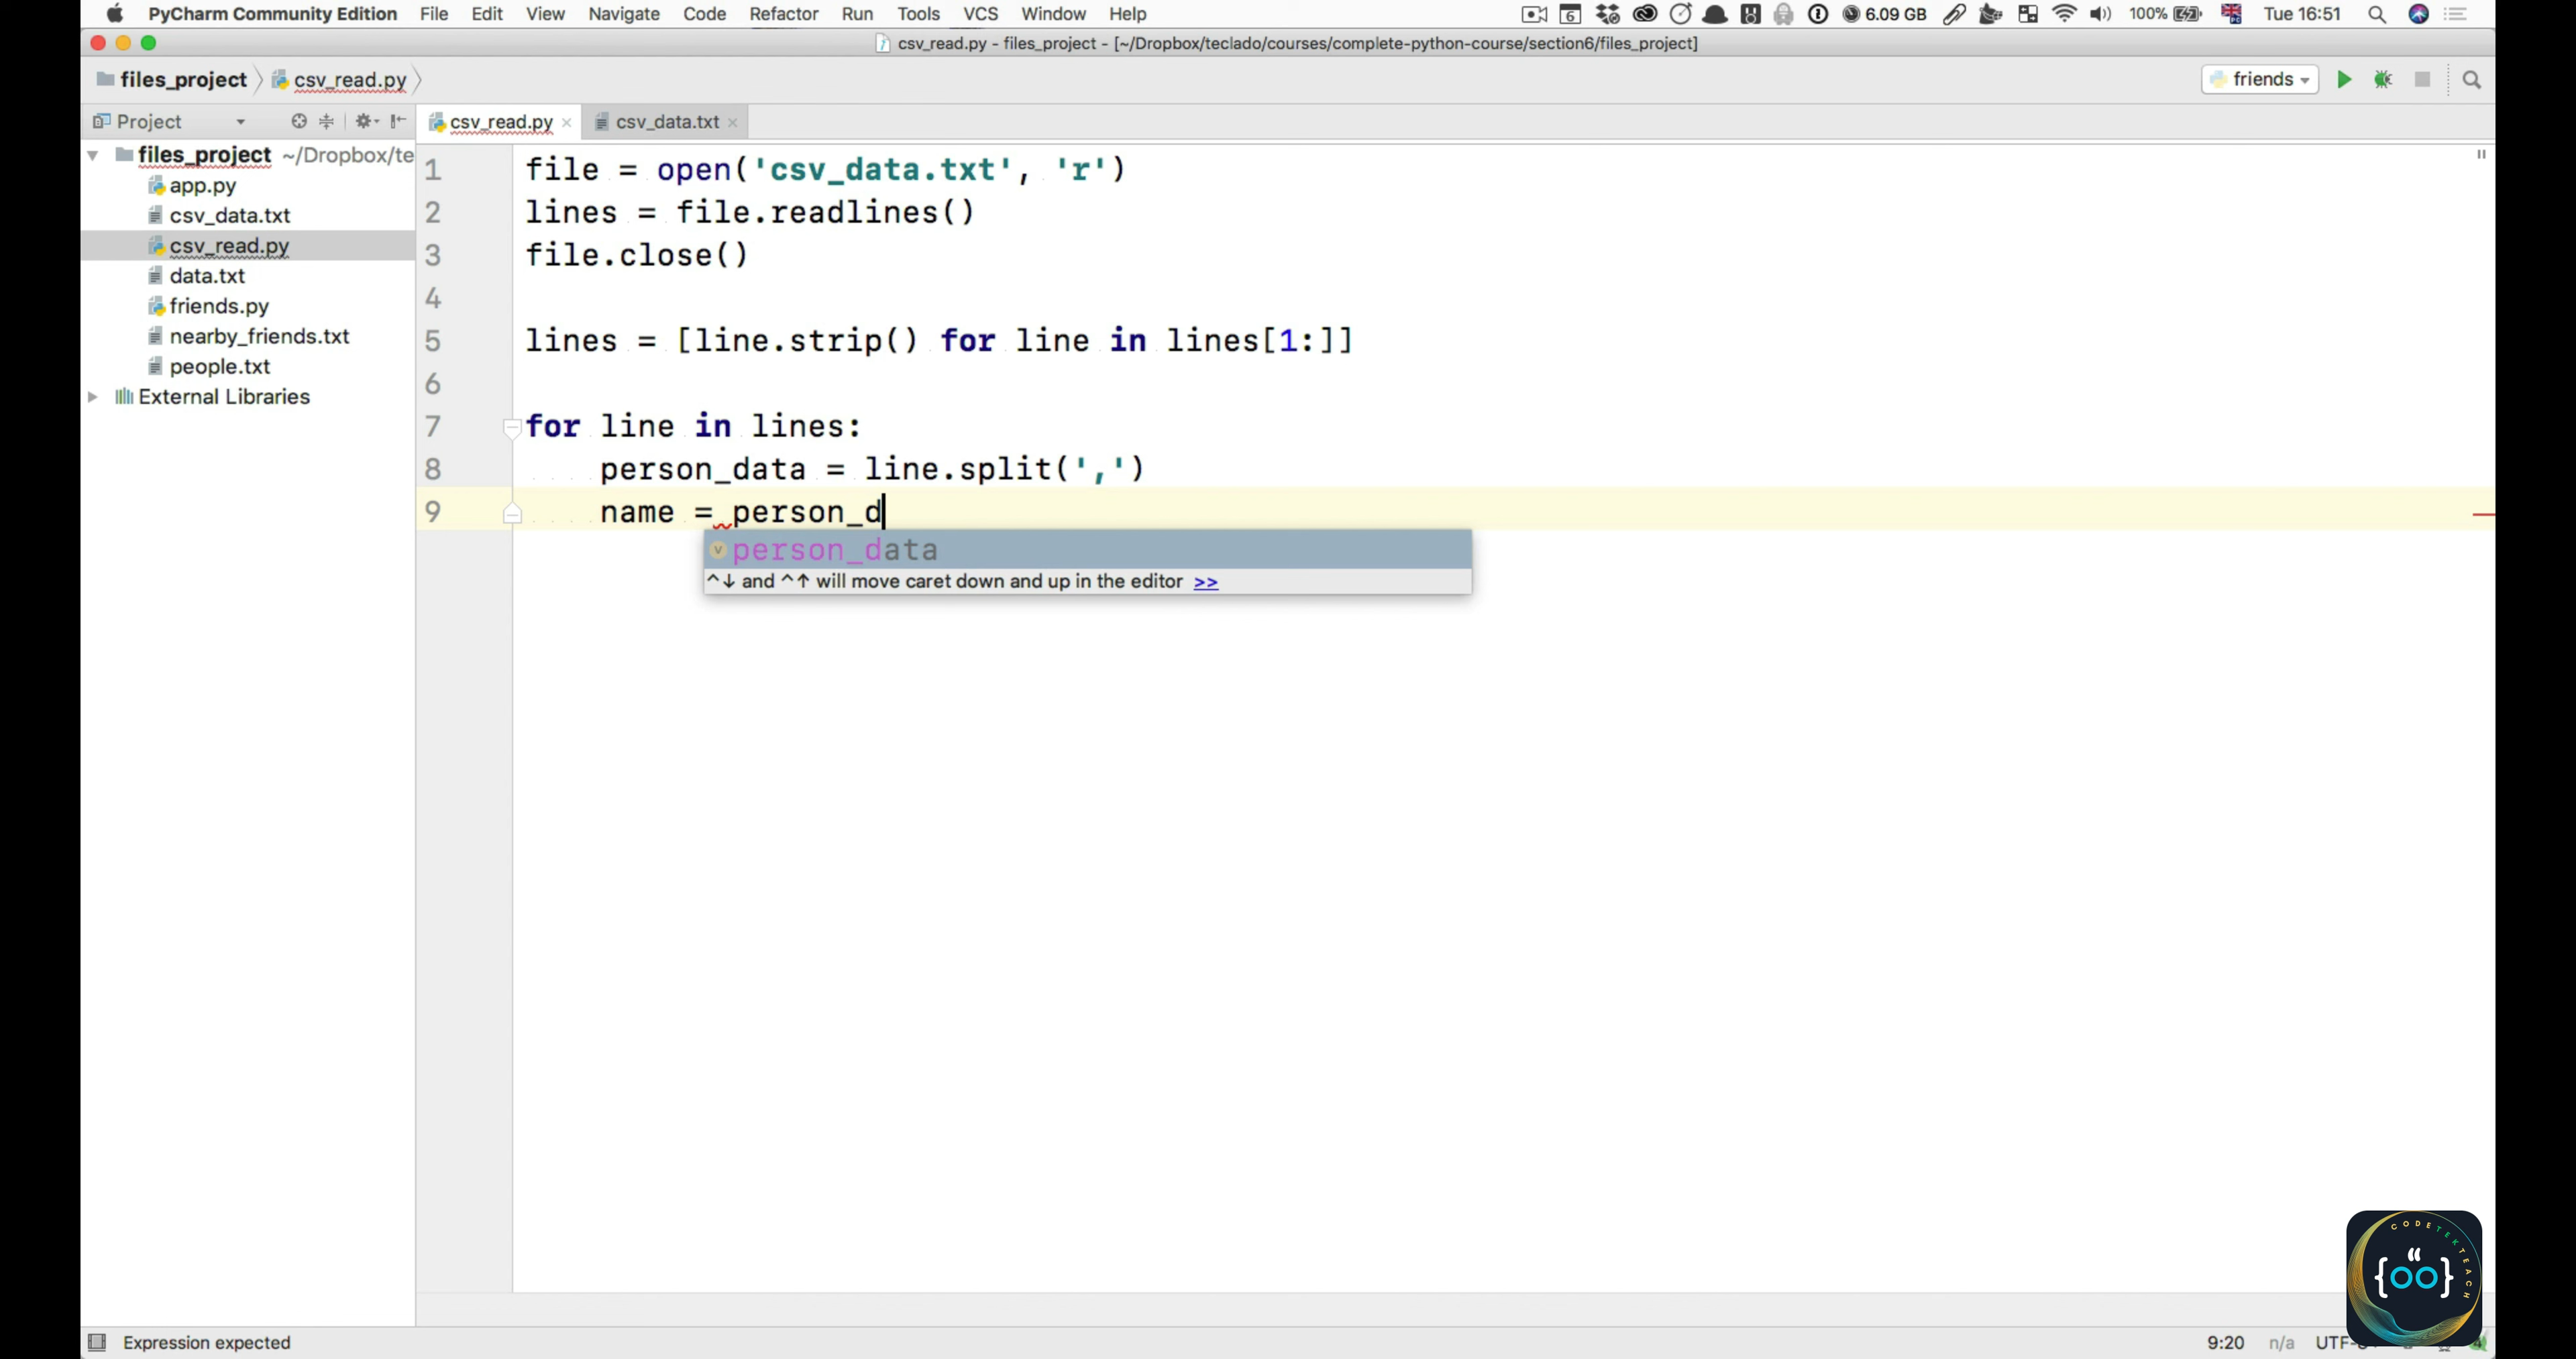 PyCharm Community Edition File Edit View Navigate Code Refactor Run Tools VCS Window Help 6 6.09 GB 100% Tue 16:51
csv_read.py - files_project - [~/Dropbox/teclado/courses/complete-python-course/section6/files_project]
files_project csv_read.py friends
Project csv_read.py csv_data.txt
files_project ~/Dropbox/te
app.py
csv_data.txt
csv_read.py
data.txt
friends.py
nearby_friends.txt
people.txt
External Libraries
1 file = open('csv_data.txt', 'r')
2 lines = file.readlines()
3 file.close()
4
5 lines = [line.strip() for line in lines[1:]]
6
7 for line in lines:
8 person_data = line.split(',')
9 name = person_d
v person_data
^↓ and ^↑ will move caret down and up in the editor >>
CODETEKTEACH
{oo}
Expression expected 9:20 n/a UTF-